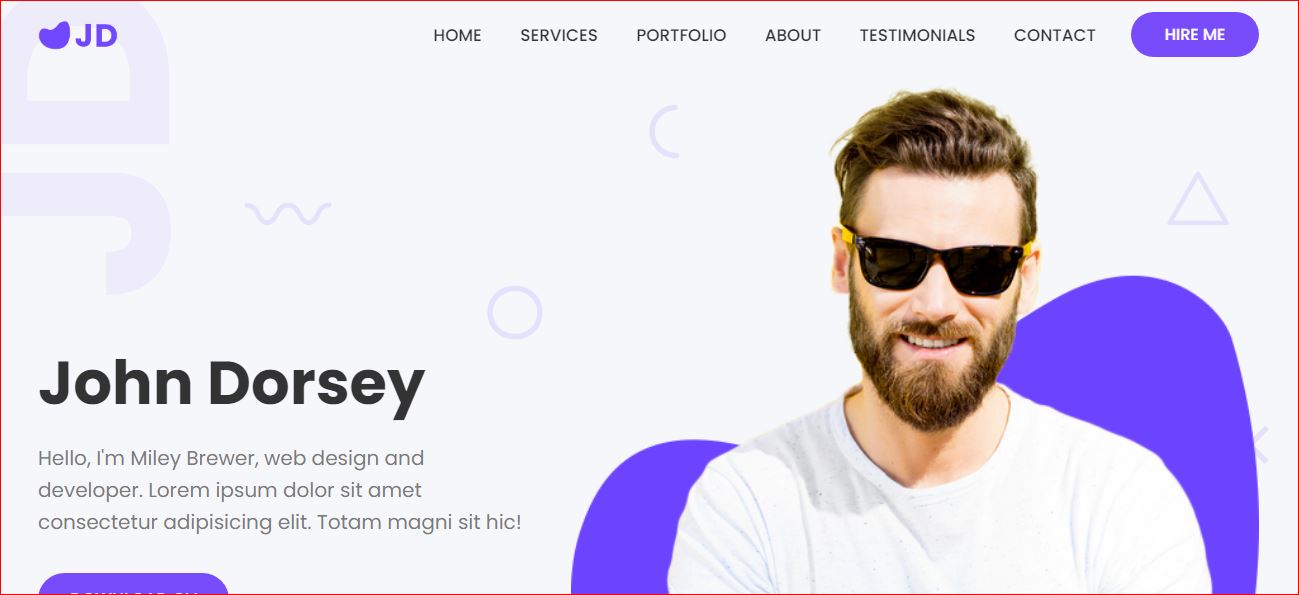 JD
HOME SERVICES PORTFOLIO ABOUT TESTIMONIALS CONTACT HIRE ME
JD
John Dorsey
Hello, I'm Miley Brewer, web design and
developer. Lorem ipsum dolor sit amet
consectetur adipisicing elit. Totam magni sit hic!